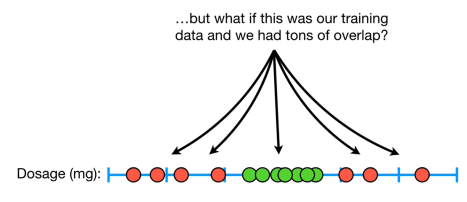 ...but what if this was our training
data and we had tons of overlap?
Dosage (mg):